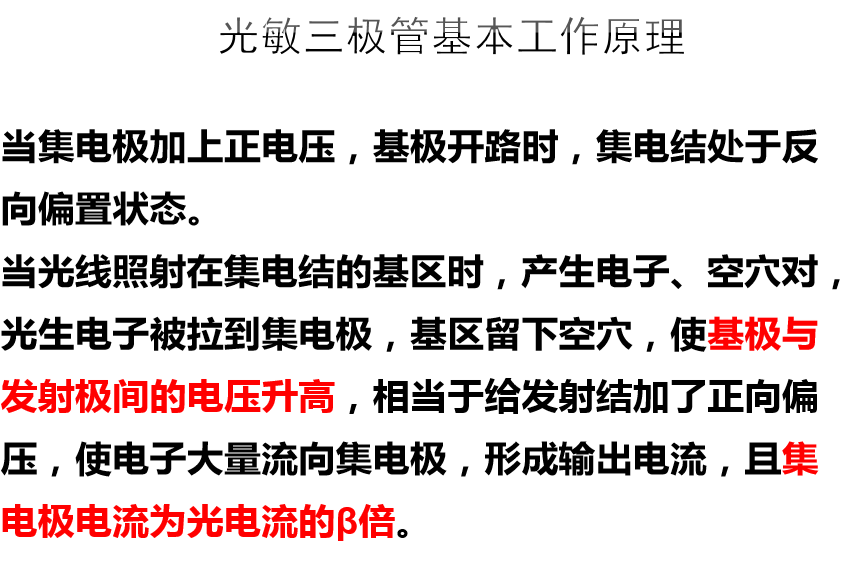 光敏三极管基本工作原理
当集电极加上正电压，基极开路时，集电结处于反
向偏置状态。
当光线照射在集电结的基区时，产生电子、空穴对，
光生电子被拉到集电极，基区留下空穴，使基极与
发射极间的电压升高，相当于给发射结加了正向偏
压，使电子大量流向集电极，形成输出电流，且集
电极电流为光电流的β倍。